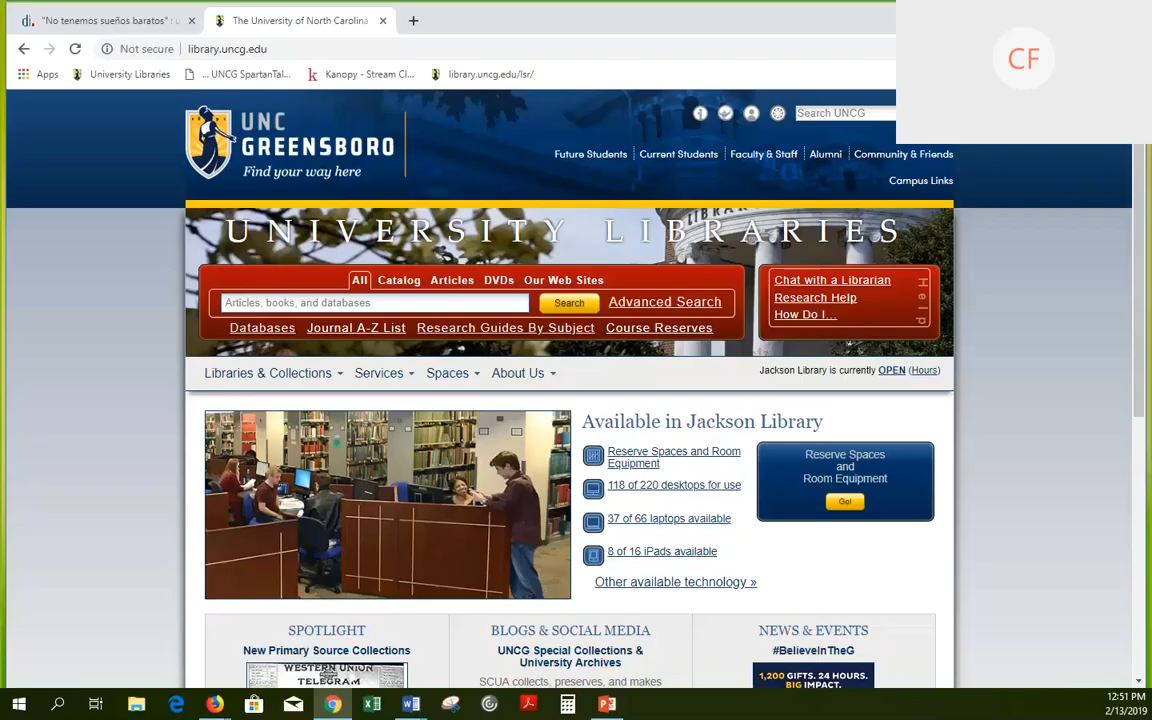 "No tenemos sueños baratos" t
The University of North Carolina
Not secure
library.uncg.edu
CF
Apps
University Libraries
... UNCG SpartanTal...
Kanopy - Stream Cl...
library.uncg.edu/lsr/
UNC
GREENSBORO
Find your way here
Search UNCG
Future Students
Current Students
Faculty & Staff
Alumni
Community & Friends
Campus Links
UNIVERSITY LIBRARIES
All
Catalog
Articles
DVDs
Our Web Sites
Articles, books, and databases
Search
Advanced Search
Databases
Journal A-Z List
Research Guides By Subject
Course Reserves
Chat with a Librarian
Research Help
How Do I...
Help
Libraries & Collections
Services
Spaces
About Us
Jackson Library is currently OPEN (Hours)
Available in Jackson Library
Reserve Spaces and Room
Equipment
118 of 220 desktops for use
37 of 66 laptops available
8 of 16 iPads available
Other available technology »
Reserve Spaces
and
Room Equipment
Go!
SPOTLIGHT
New Primary Source Collections
WESTERN UNION
TELEGRAM
BLOGS & SOCIAL MEDIA
UNCG Special Collections &
University Archives
SCUA collects, preserves, and makes
NEWS & EVENTS
#BelieveInTheG
1,200 GIFTS. 24 HOURS.
BIG IMPACT.
12:51 PM
2/13/2019